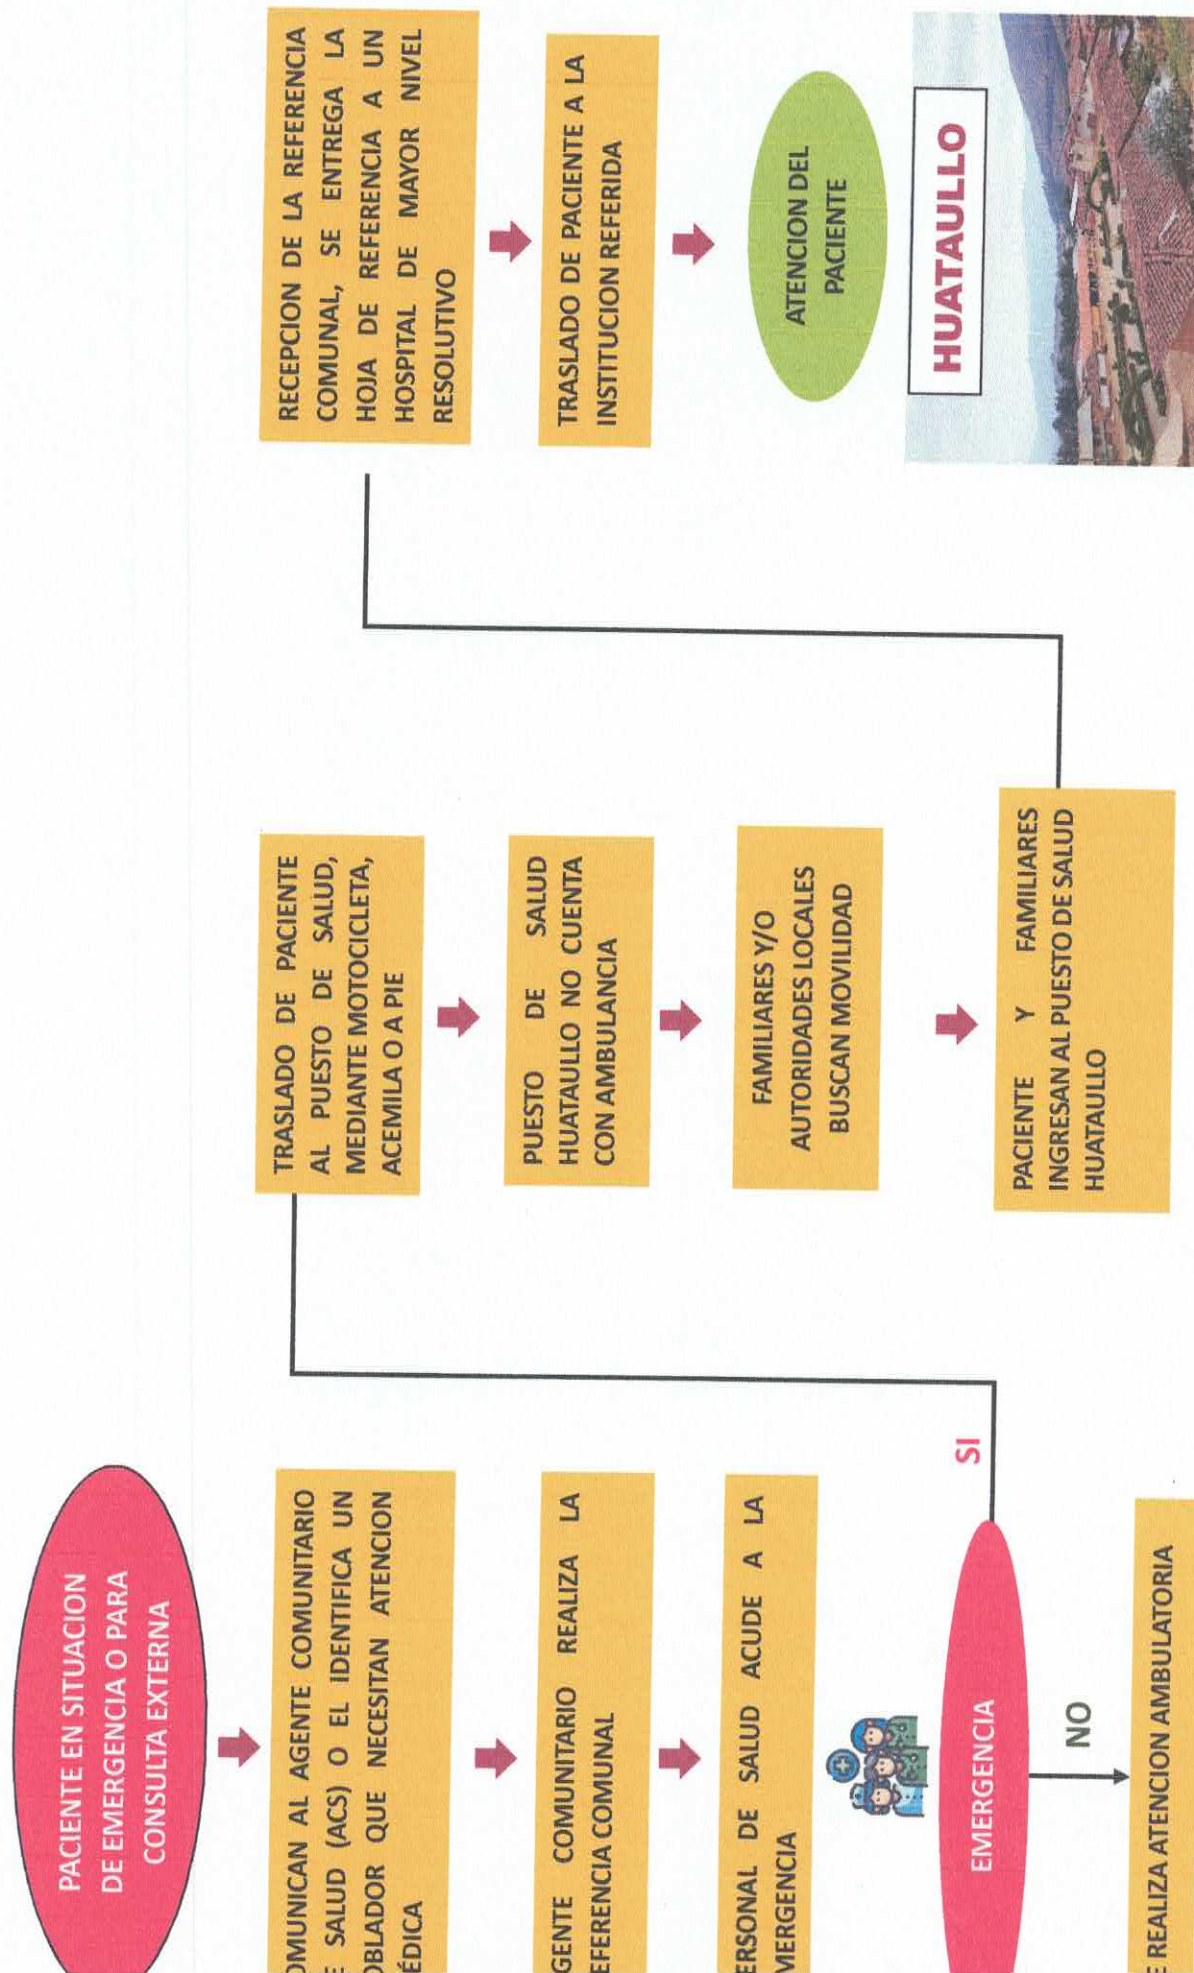 PACIENTE EN SITUACION
DE EMERGENCIA O PARA
CONSULTA EXTERNA
OMUNICAN AL AGENTE COMUNITARIO
E SALUD (ACS) O EL IDENTIFICA UN
OBLADOR QUE NECESITAN ATENCION
ÉDICA
GENTE COMUNITARIO REALIZA LA
EFERENCIA COMUNAL
ERSONAL DE SALUD ACUDE A LA
MERGENCIA
EMERGENCIA
SI
NO
E REALIZA ATENCION AMBULATORIA
TRASLADO DE PACIENTE
AL PUESTO DE SALUD,
MEDIANTE MOTOCICLETA,
ACEMILA O A PIE
PUESTO DE SALUD
HUATAULLO NO CUENTA
CON AMBULANCIA
FAMILIARES Y/O
AUTORIDADES LOCALES
BUSCAN MOVILIDAD
PACIENTE Y FAMILIARES
INGRESAN AL PUESTO DE SALUD
HUATAULLO
RECEPCION DE LA REFERENCIA
COMUNAL, SE ENTREGA LA
HOJA DE REFERENCIA A UN
HOSPITAL DE MAYOR NIVEL
RESOLUTIVO
TRASLADO DE PACIENTE A LA
INSTITUCION REFERIDA
ATENCION DEL
PACIENTE
HUATAULLO